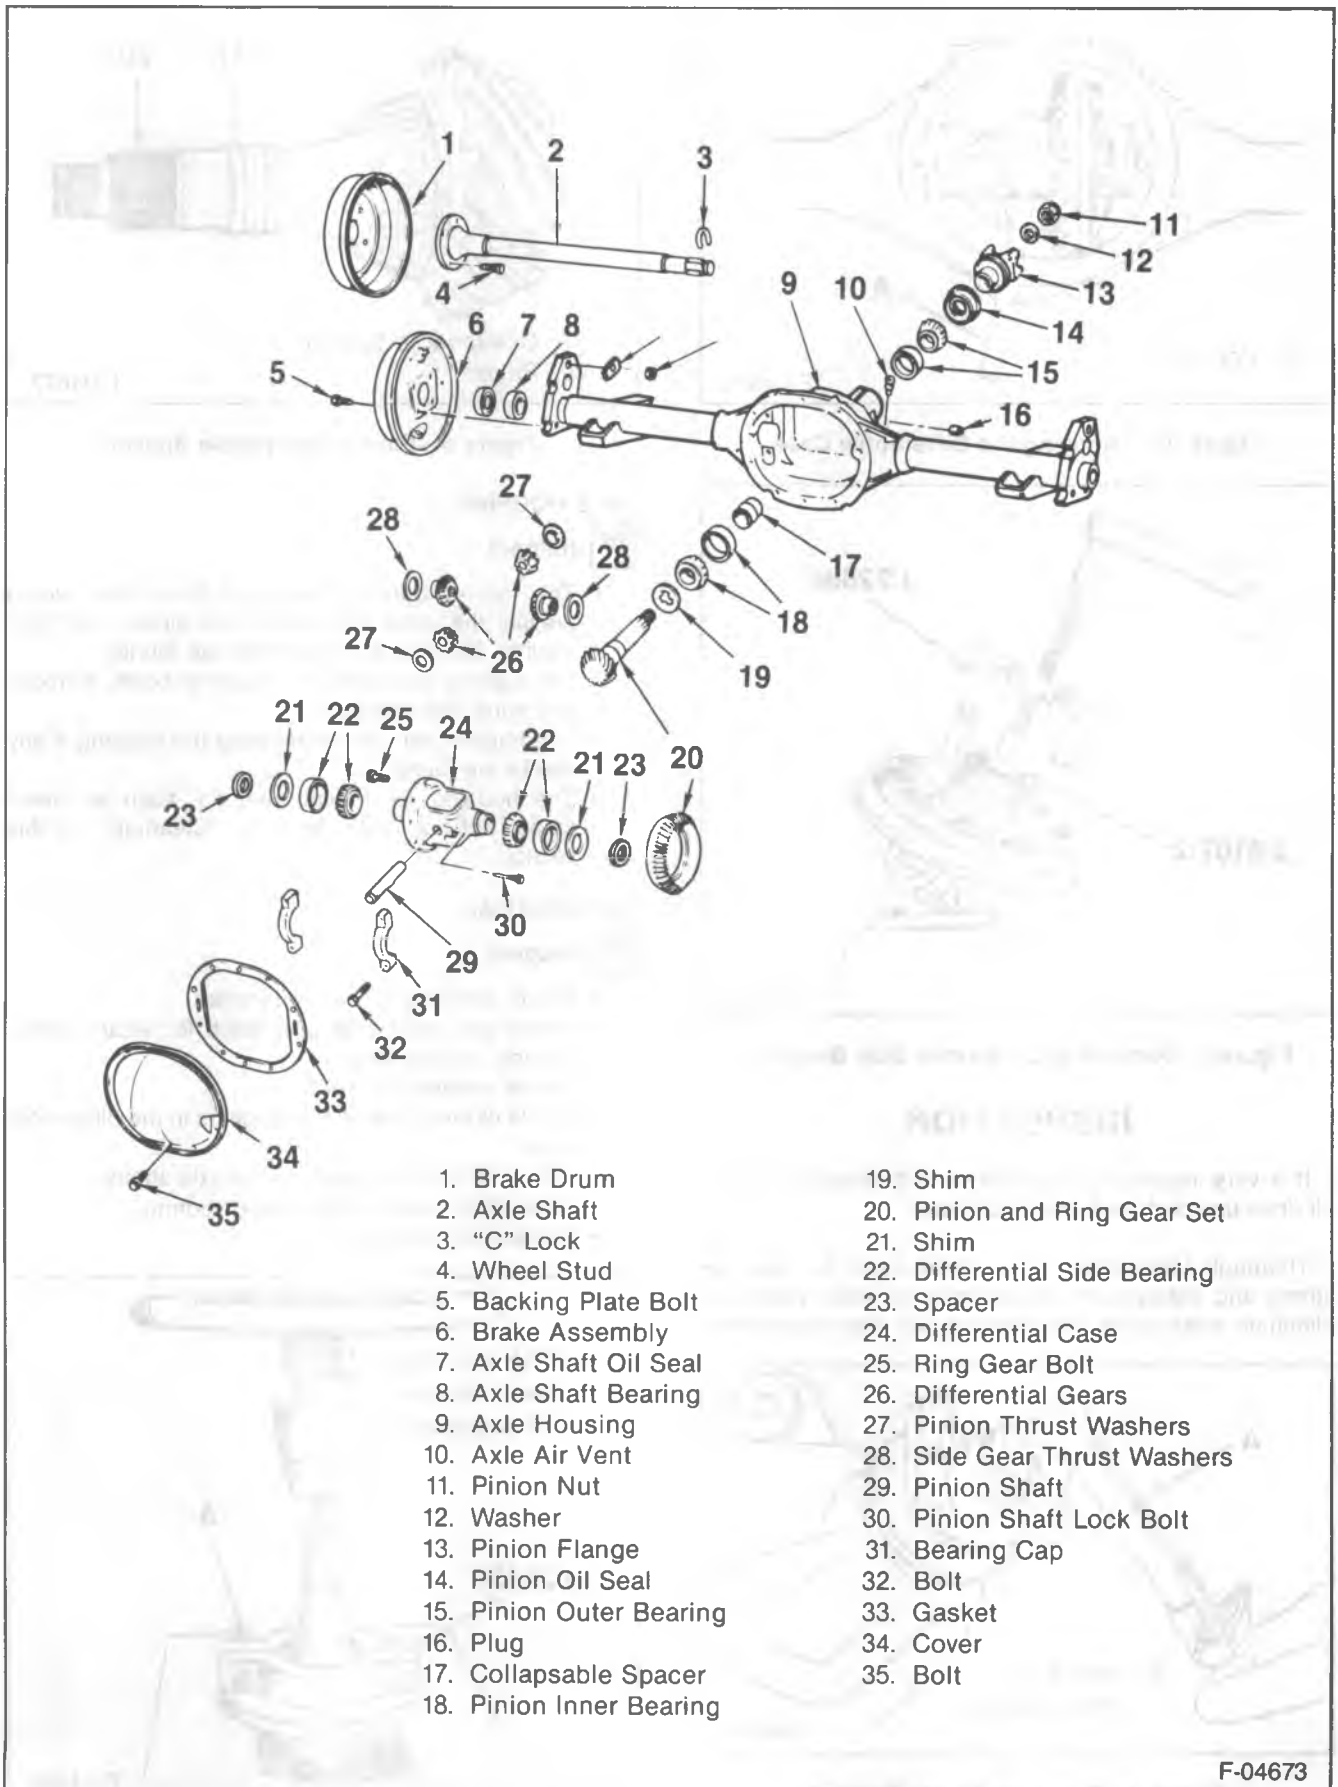 1
2
3
11
12
4
13
9
10
6
7
8
14
5
15
16
27
28
28
17
18
27
26
19
21
22
25
24
22
21
23
20
23
30
29
31
32
33
34
35
1. Brake Drum
2. Axle Shaft
3. “C” Lock
4. Wheel Stud
5. Backing Plate Bolt
6. Brake Assembly
7. Axle Shaft Oil Seal
8. Axle Shaft Bearing
9. Axle Housing
10. Axle Air Vent
11. Pinion Nut
12. Washer
13. Pinion Flange
14. Pinion Oil Seal
15. Pinion Outer Bearing
16. Plug
17. Collapsable Spacer
18. Pinion Inner Bearing
19. Shim
20. Pinion and Ring Gear Set
21. Shim
22. Differential Side Bearing
23. Spacer
24. Differential Case
25. Ring Gear Bolt
26. Differential Gears
27. Pinion Thrust Washers
28. Side Gear Thrust Washers
29. Pinion Shaft
30. Pinion Shaft Lock Bolt
31. Bearing Cap
32. Bolt
33. Gasket
34. Cover
35. Bolt
F-04673